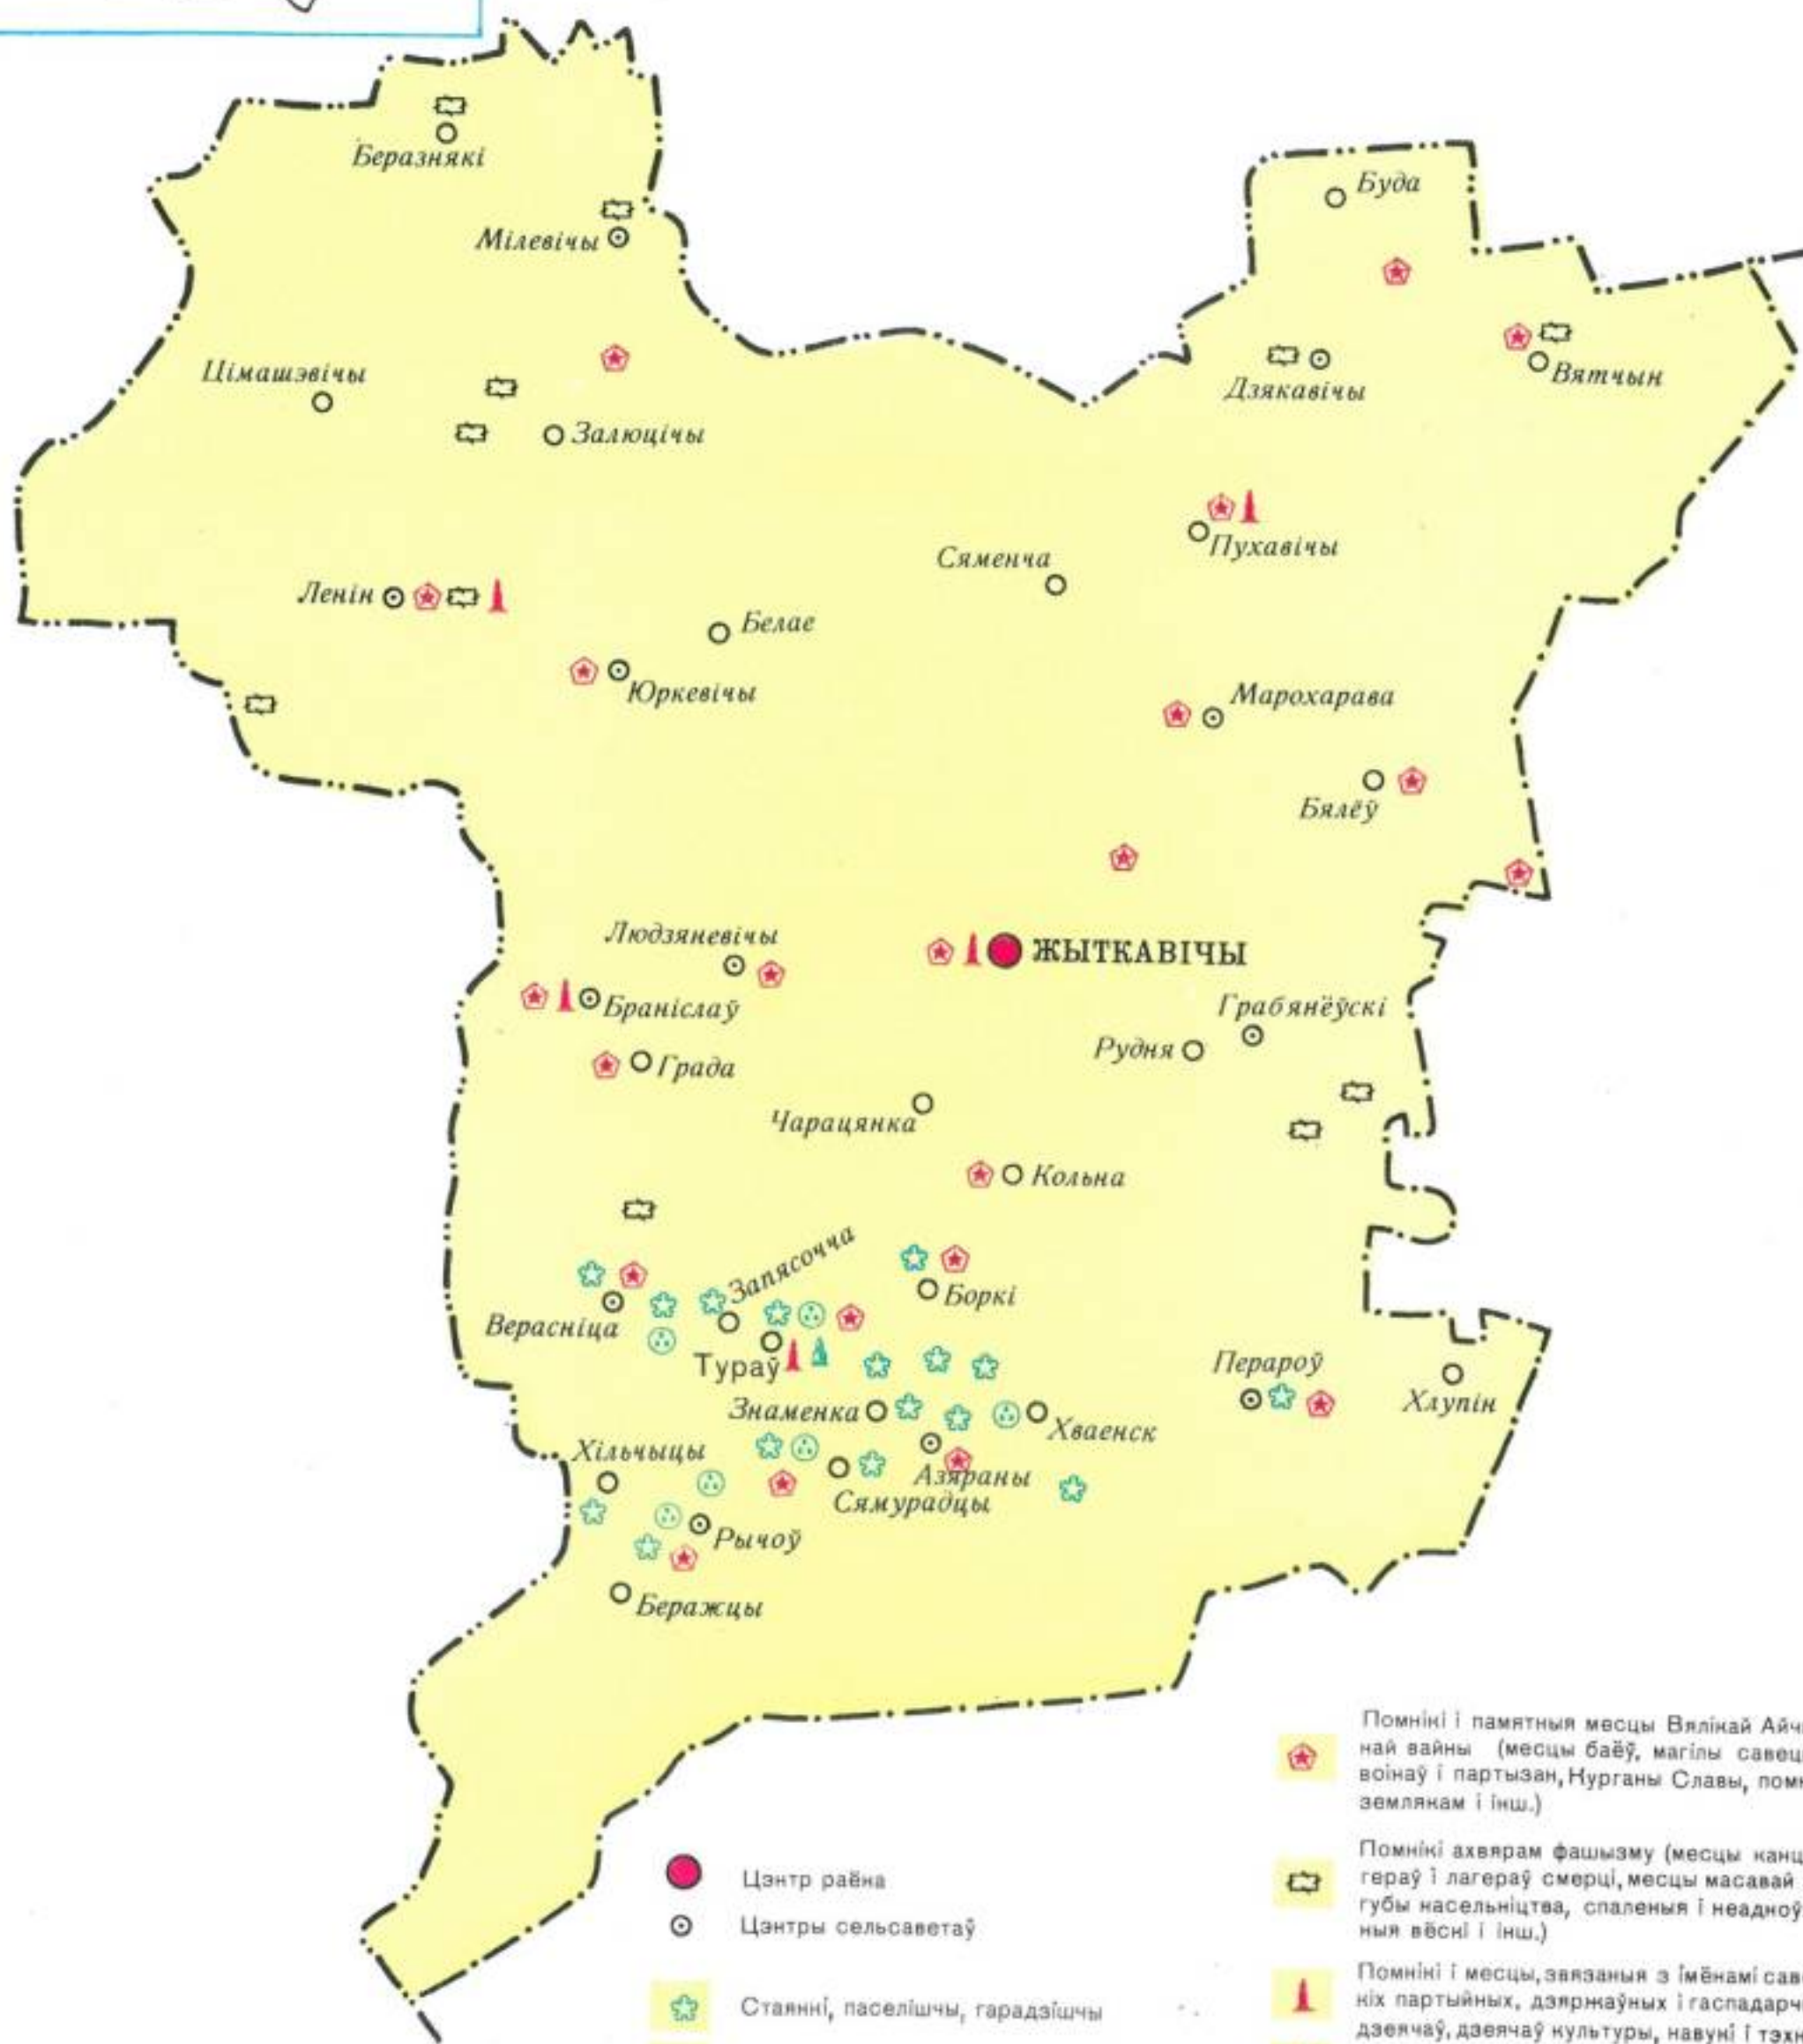 Беразнякі
Буда
Мілевічы
Цімашэвічы
Дзякавічы
Вятчын
Залюцічы
Пухавічы
Сяменча
Ленін
Белае
Юркевічы
Марохарава
Бялёў
Людзяневічы
ЖЫТКАВІЧЫ
Браніслаў
Грабянёўскі
Рудня
Града
Чарацянка
Кольна
Запясочча
Боркі
Верасніца
Тураў
Перароў
Хлупін
Знаменка
Хваенск
Хільчыцы
Азяраны
Сямурадцы
Рычоў
Беражцы
Цэнтр раёна
Цэнтры сельсаветаў
Стаянкі, паселішчы, гарадзішчы
Помнікі і памятныя месцы Вялікай Айч
най вайны (месцы баёў, магілы савец
воінаў і партызан, Курганы Славы, пом
землякам і інш.)
Помнікі ахвярам фашызму (месцы канц
гераў і лагераў смерці, месцы масавай
губы насельніцтва, спаленыя і неадноў
ныя вёскі і інш.)
Помнікі і месцы, звязаныя з імёнамі сав
кіх партыйных, дзяржаўных і гаспадарч
дзеячаў, дзеячаў культуры, навукі і тэх